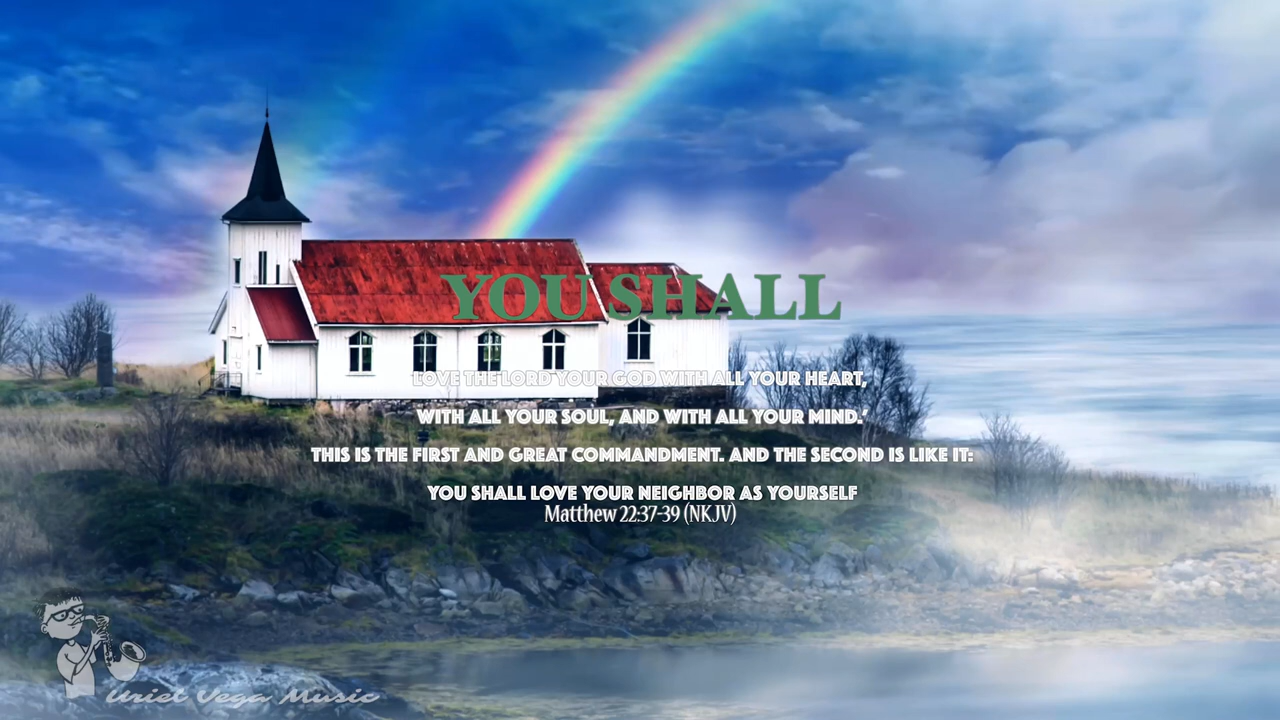 YOU SHALL
LOVE THE LORD YOUR GOD WITH ALL YOUR HEART,
WITH ALL YOUR SOUL, AND WITH ALL YOUR MIND.’
THIS IS THE FIRST AND GREAT COMMANDMENT. AND THE SECOND IS LIKE IT:
YOU SHALL LOVE YOUR NEIGHBOR AS YOURSELF
Matthew 22:37-39 (NKJV)
Uriel Vega Music